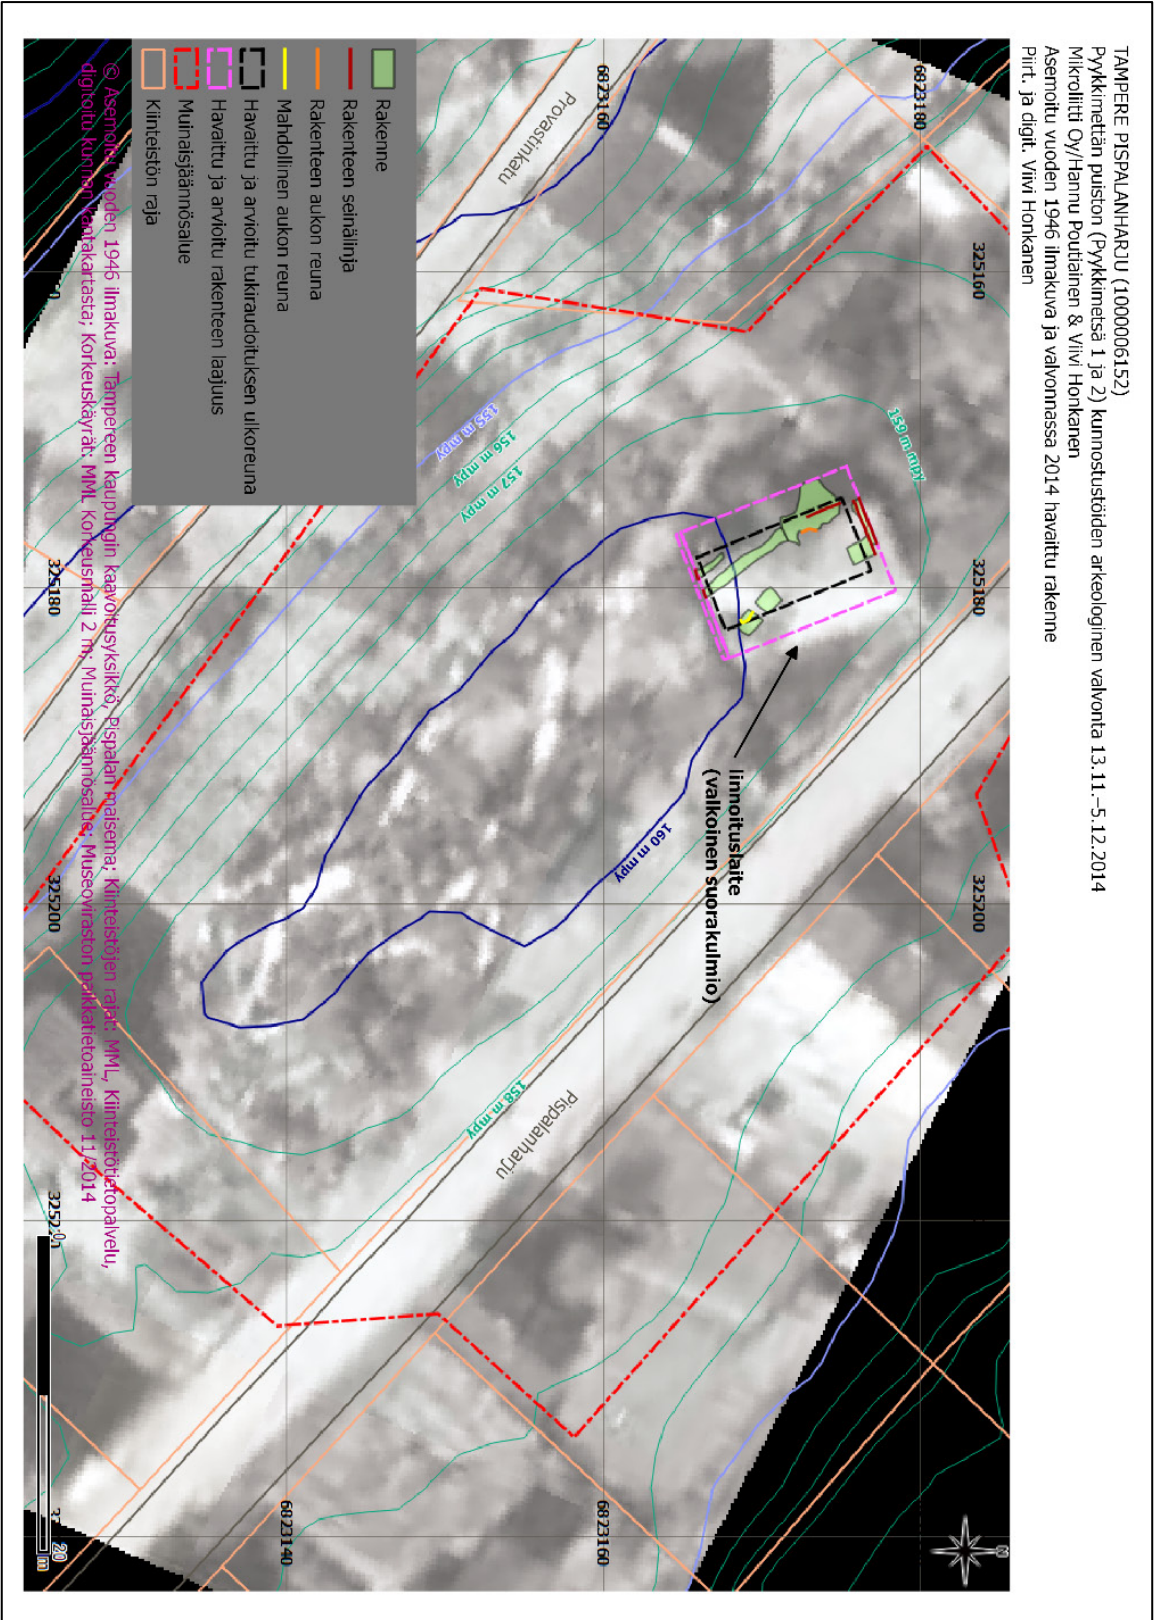 TAMPERE PISPALANHARJU (1000006152)
Pyykkimettän puiston (Pyykkimetsä 1 ja 2) kunnostustöiden arkeologinen valvonta 13.11.–5.12.2014
Mikroliitti Oy/Hannu Poutiainen & Viivi Honkanen
Asemoitu vuoden 1946 ilmakuva ja valvonnassa 2014 havaittu rakenne
Piirt. ja digit. Viivi Honkanen
325160
325180
325200
6823180
6823160
N
159 m mpy
Provastinkatu
155 m mpy
156 m mpy
157 m mpy
linnoituslaite
(valkoinen suorakulmio)
160 m mpy
158 m mpy
Pispalanharju
Rakenne
Rakenteen seinälinja
Rakenteen aukon reuna
Mahdollinen aukon reuna
Havaittu ja arvioitu tukiraudoituksen ulkoreuna
Havaittu ja arvioitu rakenteen laajuus
Muinaisjäännösalue
Kiinteistön raja
6823160
6823140
© Asemoitu vuoden 1946 ilmakuva: Tampereen kaupungin kaavoitusyksikkö, Pispalan maisema; Kiinteistöjen rajat: MML, Kiinteistötietopalvelu,
digitoitu kunnan kantakartasta; Korkeuskäyrät: MML Korkeusmalli 2 m; Muinaisjäännösalue: Museoviraston paikkatietoaineisto 11/2014
325180
325200
0
20
m